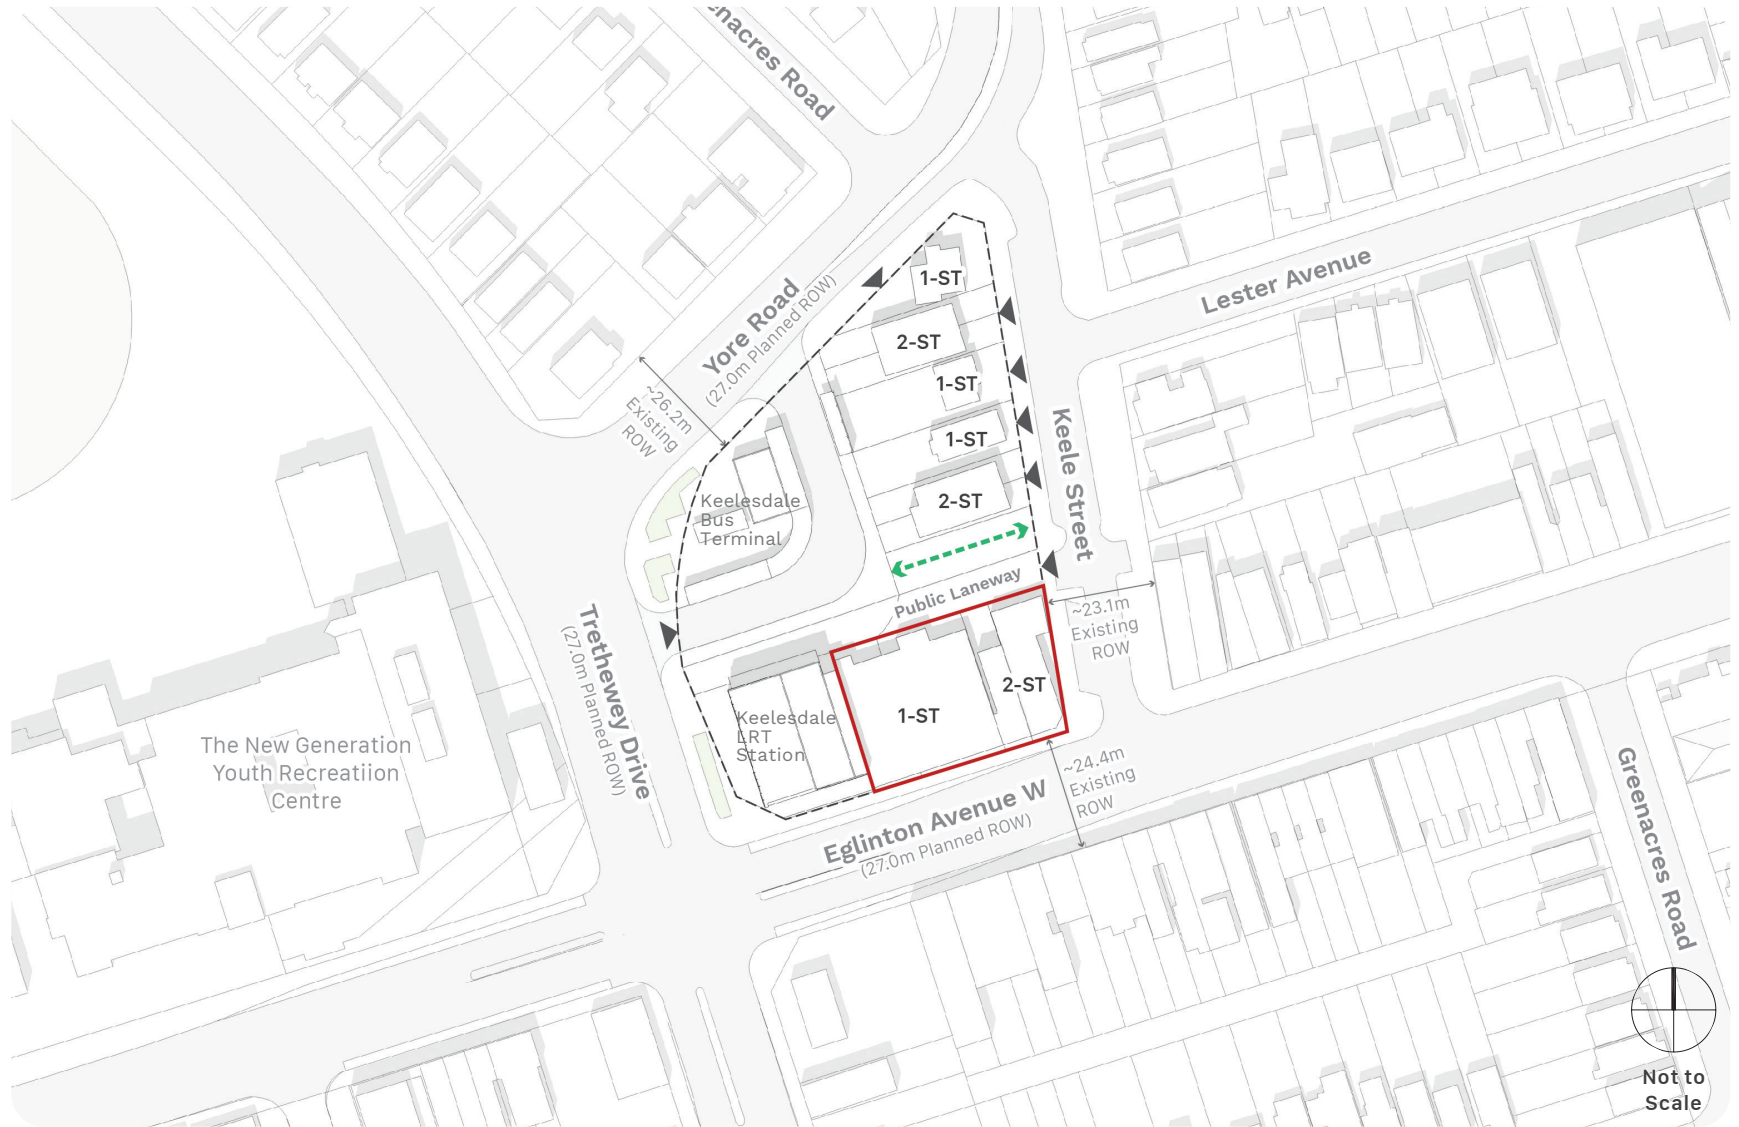 enacres Road
1-ST
Lester Avenue
Yore Road
(27.0m Planned ROW)
2-ST
1-ST
~26.2m
Existing
ROW
1-ST
Keele Street
Keelesdale
Bus
Terminal
2-ST
Public Laneway
~23.1m
Existing
ROW
Trethewey Drive
(27.0m Planned ROW)
2-ST
1-ST
Keelesdale
LRT
Station
The New Generation
Youth Recreatiion
Centre
~24.4m
Existing
ROW
Eglinton Avenue W
(27.0m Planned ROW)
Greenacres Road
Not to
Scale